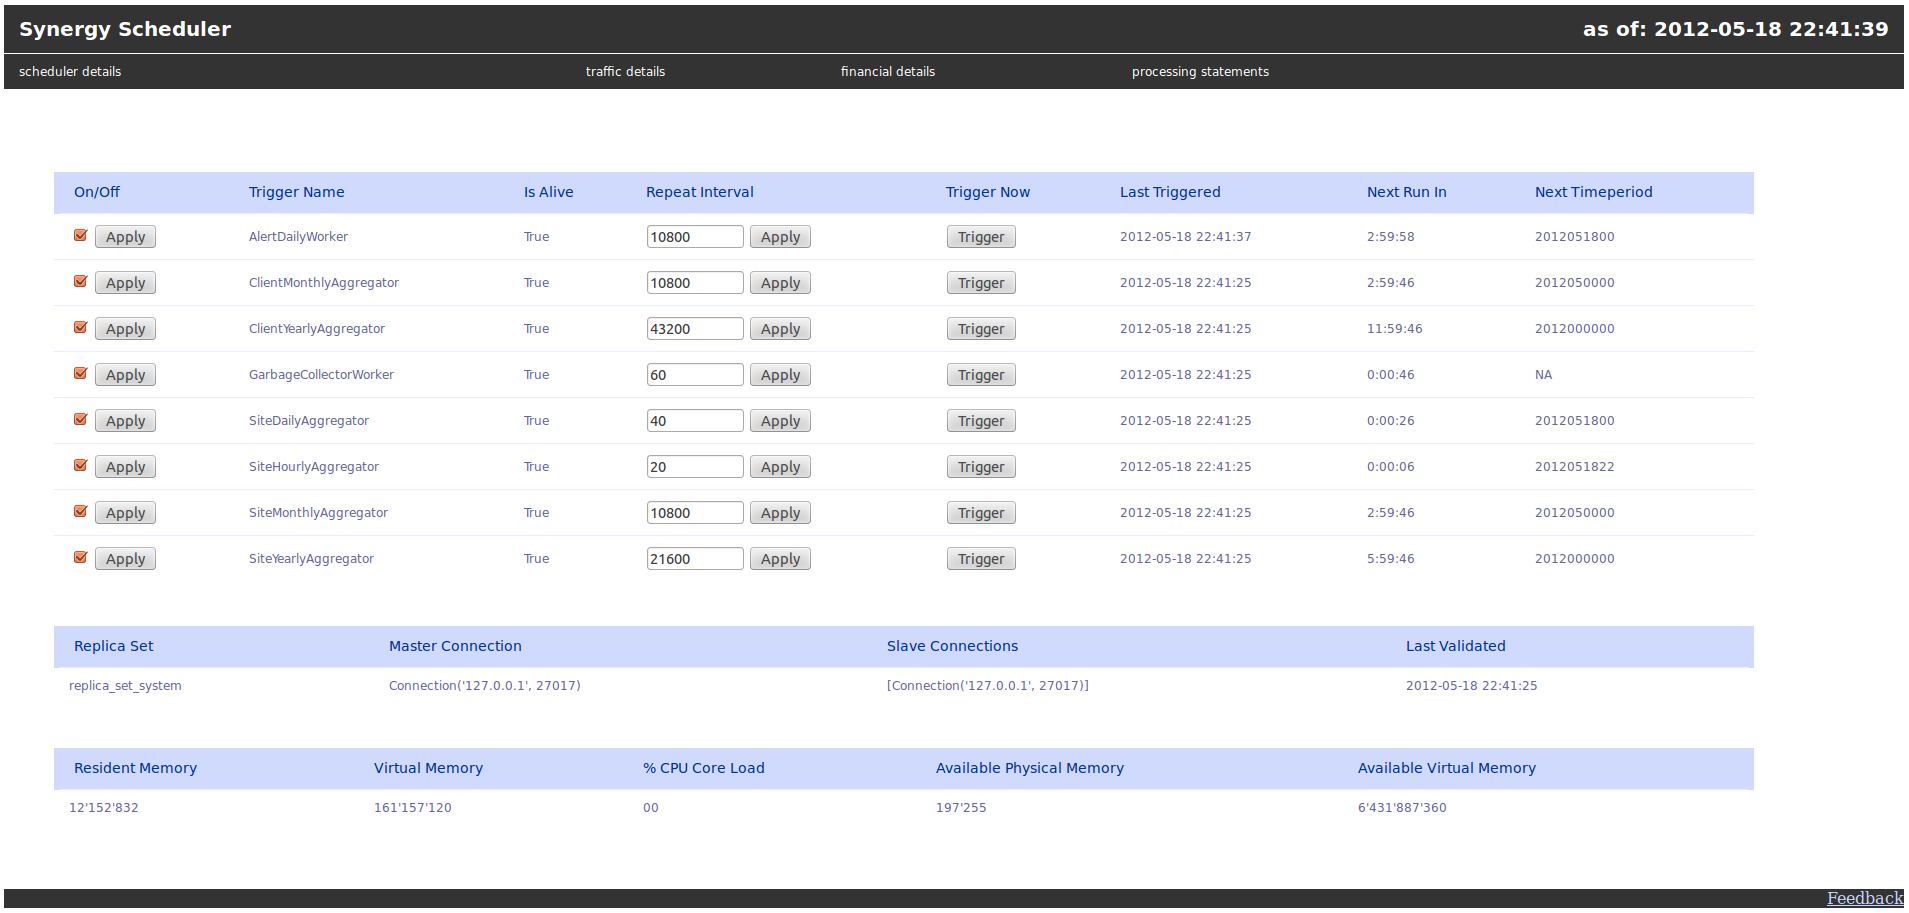 Synergy Scheduler as of: 2012-05-18 22:41:39
scheduler details traffic details financial details processing statements
On/Off Trigger Name Is Alive Repeat Interval Trigger Now Last Triggered Next Run In Next Timeperiod
Apply AlertDailyWorker True 10800 Apply Trigger 2012-05-18 22:41:37 2:59:58 2012051800
Apply ClientMonthlyAggregator True 10800 Apply Trigger 2012-05-18 22:41:25 2:59:46 2012050000
Apply ClientYearlyAggregator True 43200 Apply Trigger 2012-05-18 22:41:25 11:59:46 2012000000
Apply GarbageCollectorWorker True 60 Apply Trigger 2012-05-18 22:41:25 0:00:46 NA
Apply SiteDailyAggregator True 40 Apply Trigger 2012-05-18 22:41:25 0:00:26 2012051800
Apply SiteHourlyAggregator True 20 Apply Trigger 2012-05-18 22:41:25 0:00:06 2012051822
Apply SiteMonthlyAggregator True 10800 Apply Trigger 2012-05-18 22:41:25 2:59:46 2012050000
Apply SiteYearlyAggregator True 21600 Apply Trigger 2012-05-18 22:41:25 5:59:46 2012000000
Replica Set Master Connection Slave Connections Last Validated
replica_set_system Connection('127.0.0.1', 27017) [Connection('127.0.0.1', 27017)] 2012-05-18 22:41:25
Resident Memory Virtual Memory % CPU Core Load Available Physical Memory Available Virtual Memory
12'152'832 161'157'120 00 197'255 6'431'887'360
Feedback